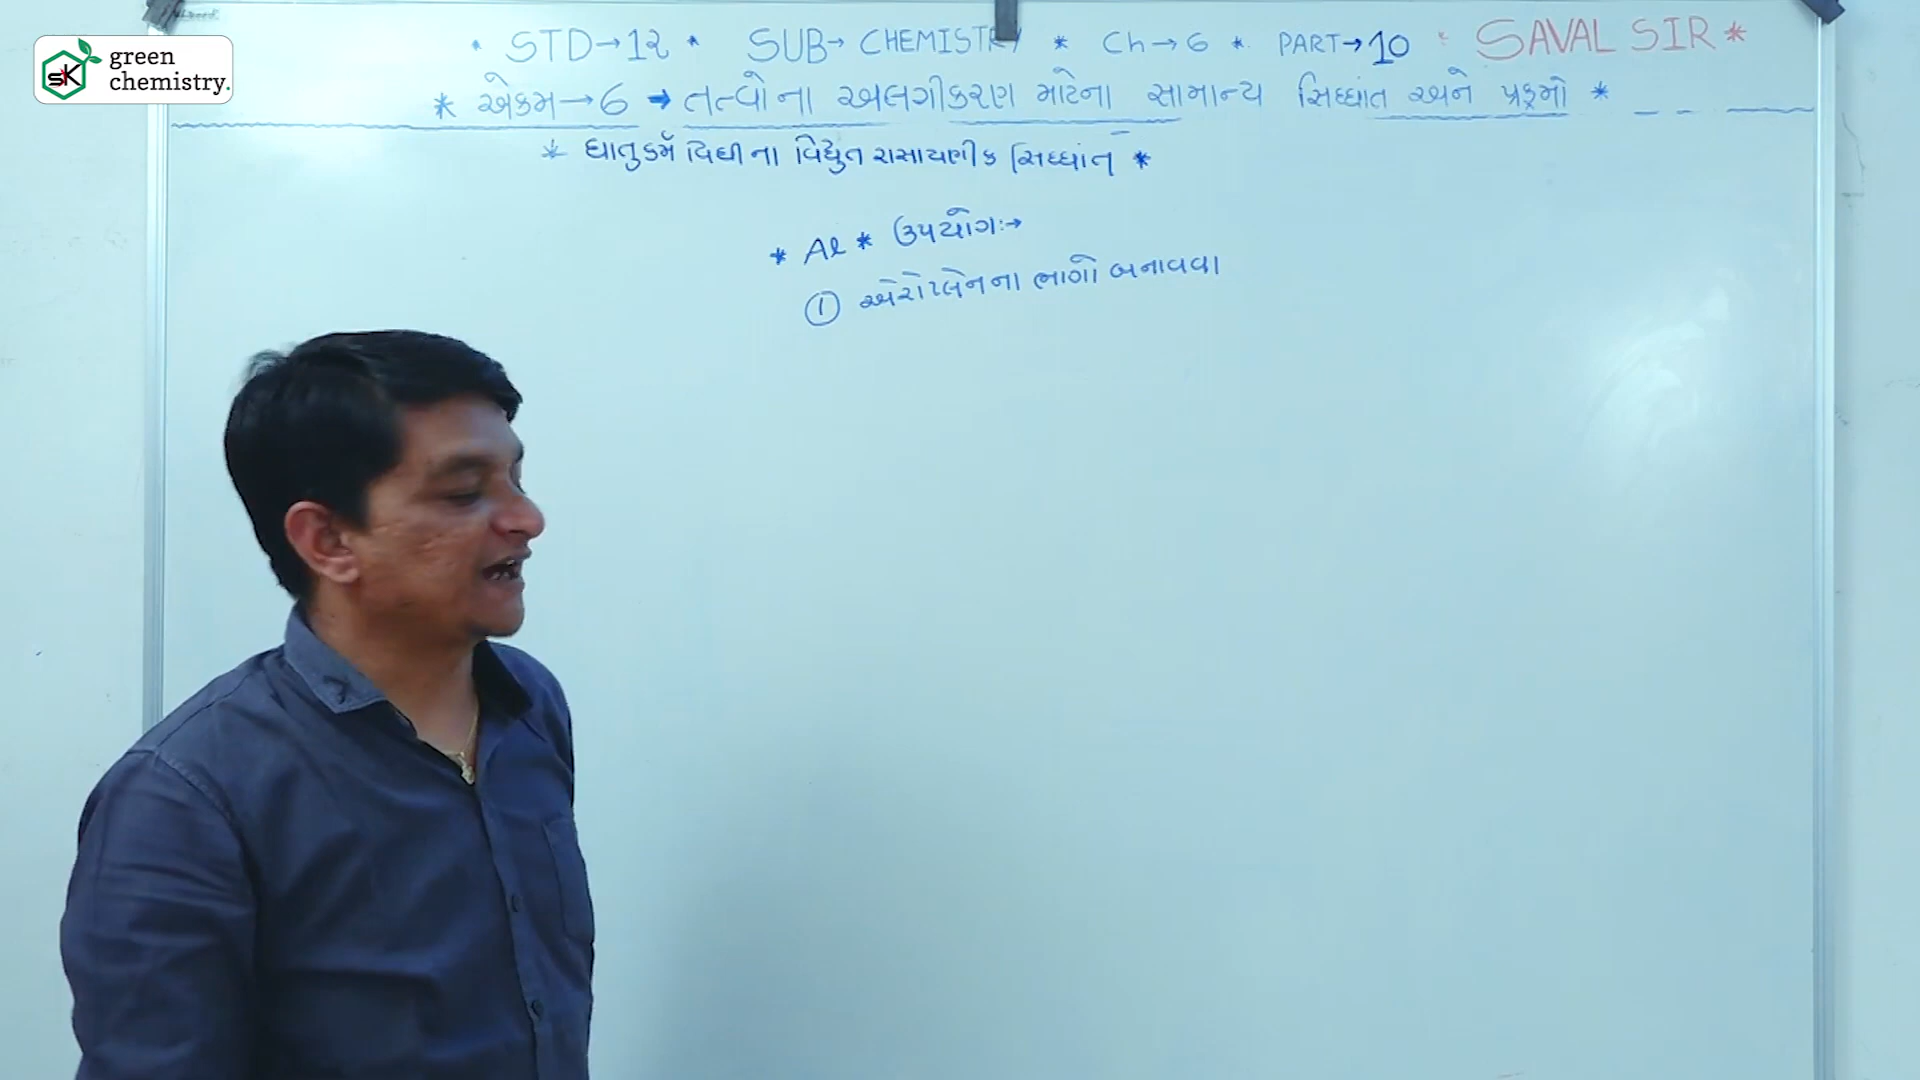 SK green chemistry.
* STD→12 * SUB→ CHEMISTRY * Ch→6 * PART→10 * SAVAL SIR *
* એકમ→6 → તત્વોના અલગીકરણ માટેના સામાન્ય સિધ્ધાંત અને પ્રક્રમો *
* ધાતુકર્મ વિધીના વિદ્યુત રાસાયણીક સિધ્ધાંત *
* Al * ઉપયોગ:→
① એરોપ્લેનના ભાગો બનાવવા